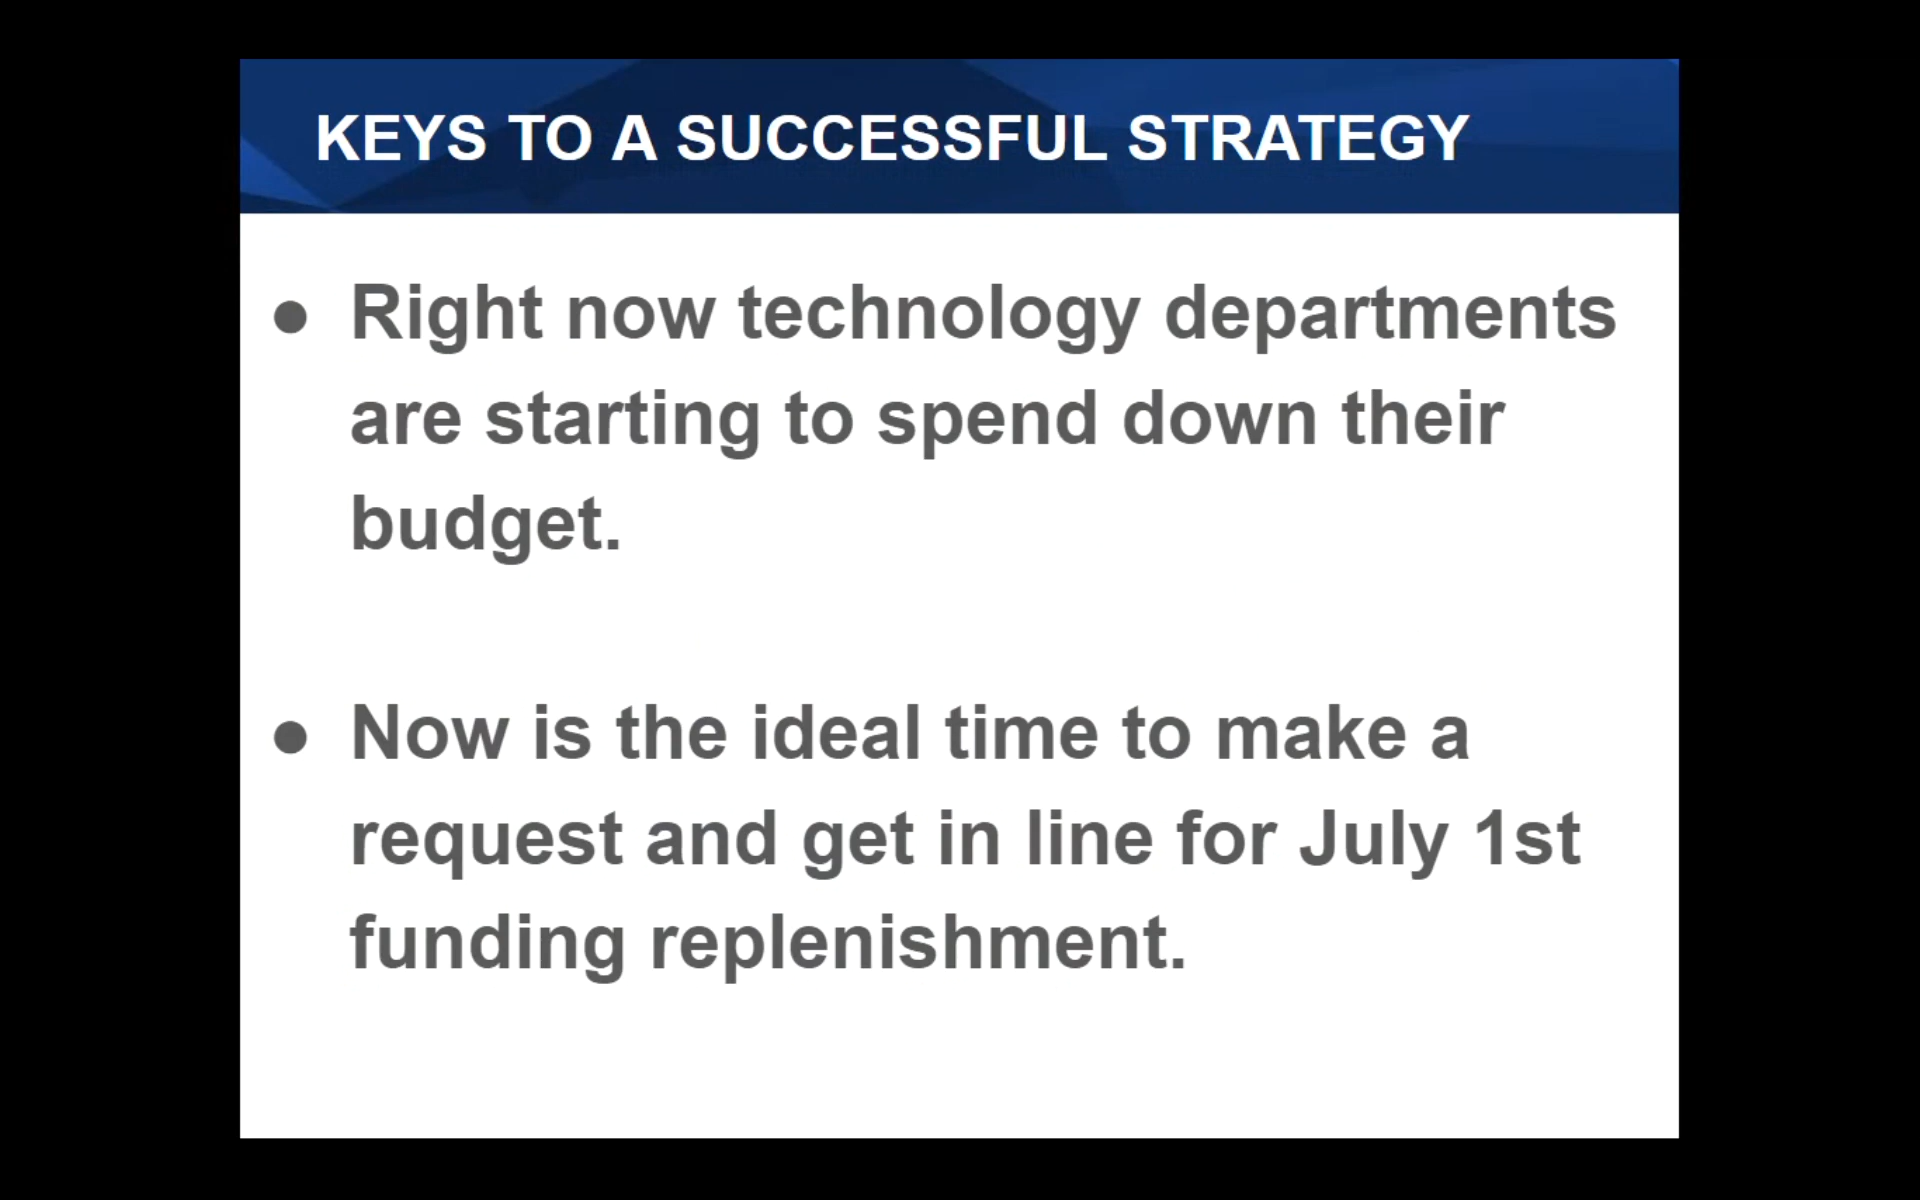 KEYS TO A SUCCESSFUL STRATEGY
● Right now technology departments
are starting to spend down their
budget.
● Now is the ideal time to make a
request and get in line for July 1st
funding replenishment.